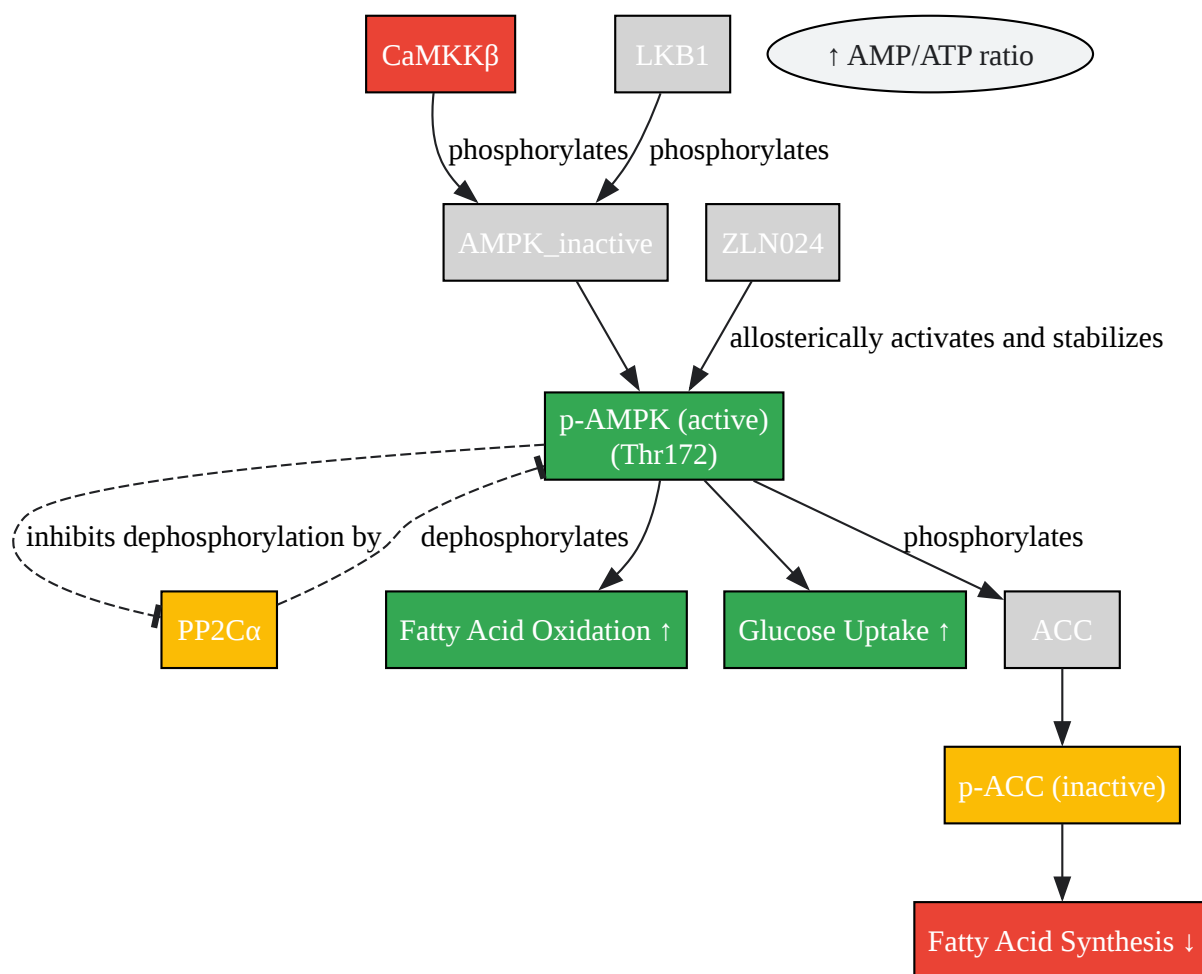 CaMKKβ
LKB1
↑ AMP/ATP ratio
phosphorylates
phosphorylates
AMPK_inactive
ZLN024
allosterically activates and stabilizes
p-AMPK (active)
(Thr172)
inhibits dephosphorylation by
dephosphorylates
phosphorylates
PP2Cα
Fatty Acid Oxidation ↑
Glucose Uptake ↑
ACC
p-ACC (inactive)
Fatty Acid Synthesis ↓